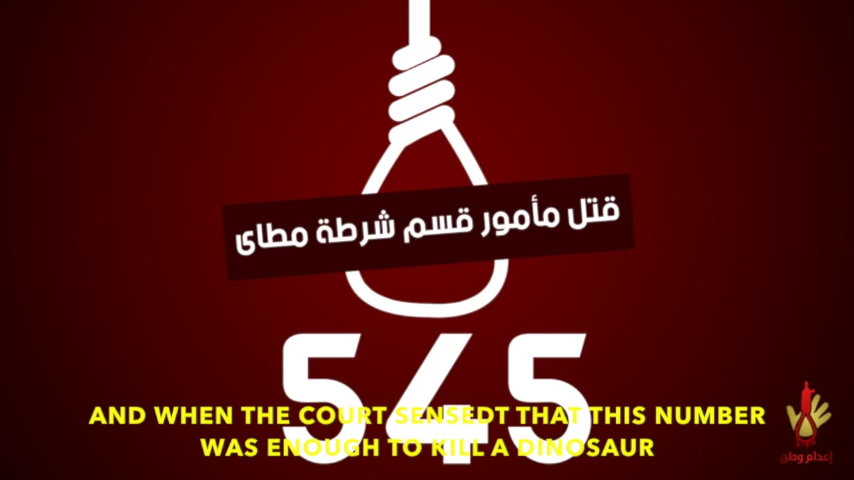 قتل مأمور قسم شرطة مطاى
545
AND WHEN THE COURT SENSEDT THAT THIS NUMBER
WAS ENOUGH TO KILL A DINOSAUR
إعدام وطن